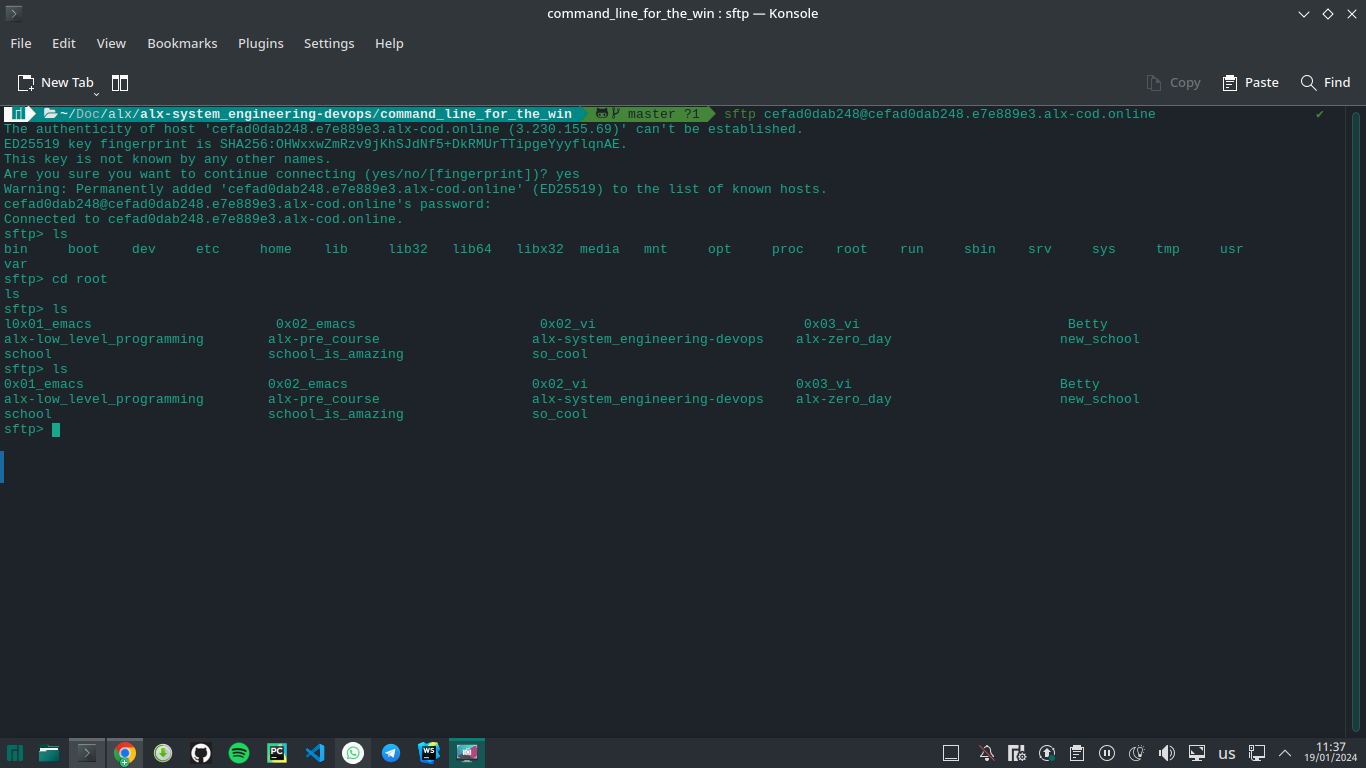 command_line_for_the_win : sftp — Konsole
File Edit View Bookmarks Plugins Settings Help
New Tab Copy Paste Find
~/Doc/alx/alx-system_engineering-devops/command_line_for_the_win master ?1 sftp cefad0dab248@cefad0dab248.e7e889e3.alx-cod.online ✔
The authenticity of host 'cefad0dab248.e7e889e3.alx-cod.online (3.230.155.69)' can't be established.
ED25519 key fingerprint is SHA256:OHWxxwZmRzv9jKhSJdNf5+DkRMUrTTipgeYyyflqnAE.
This key is not known by any other names.
Are you sure you want to continue connecting (yes/no/[fingerprint])? yes
Warning: Permanently added 'cefad0dab248.e7e889e3.alx-cod.online' (ED25519) to the list of known hosts.
cefad0dab248@cefad0dab248.e7e889e3.alx-cod.online's password:
Connected to cefad0dab248.e7e889e3.alx-cod.online.
sftp> ls
bin boot dev etc home lib lib32 lib64 libx32 media mnt opt proc root run sbin srv sys tmp usr
var
sftp> cd root
ls
sftp> ls
l0x01_emacs 0x02_emacs 0x02_vi 0x03_vi Betty
alx-low_level_programming alx-pre_course alx-system_engineering-devops alx-zero_day new_school
school school_is_amazing so_cool
sftp> ls
0x01_emacs 0x02_emacs 0x02_vi 0x03_vi Betty
alx-low_level_programming alx-pre_course alx-system_engineering-devops alx-zero_day new_school
school school_is_amazing so_cool
sftp>
PC WS us 11:37
19/01/2024